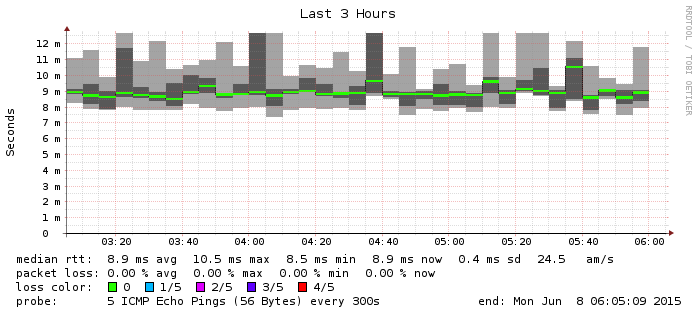 Last 3 Hours
RRDTOOL / TOBI OETIKER
Seconds
12 m
11 m
10 m
9 m
8 m
7 m
6 m
5 m
4 m
3 m
2 m
1 m
0
03:20 03:40 04:00 04:20 04:40 05:00 05:20 05:40 06:00
median rtt: 8.9 ms avg 10.5 ms max 8.5 ms min 8.9 ms now 0.4 ms sd 24.5 am/s
packet loss: 0.00 % avg 0.00 % max 0.00 % min 0.00 % now
loss color: 0 1/5 2/5 3/5 4/5
probe: 5 ICMP Echo Pings (56 Bytes) every 300s end: Mon Jun 8 06:05:09 2015